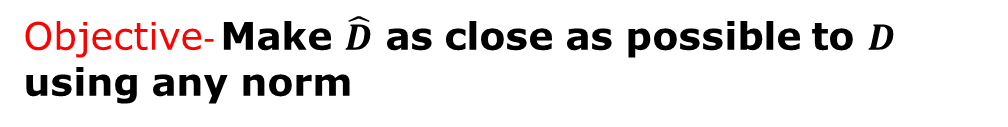 Objective- Make D̂ as close as possible to D
using any norm